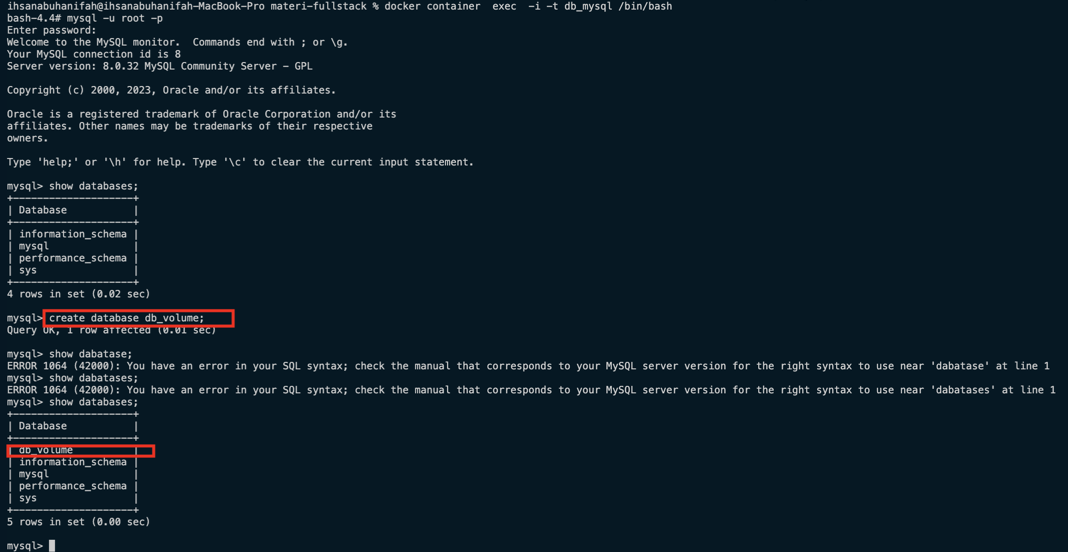 ihsanabuhanifah@ihsanabuhanifah-MacBook-Pro materi-fullstack % docker container  exec  -i -t db_mysql /bin/bash
bash-4.4# mysql -u root -p
Enter password:
Welcome to the MySQL monitor.  Commands end with ; or \g.
Your MySQL connection id is 8
Server version: 8.0.32 MySQL Community Server - GPL

Copyright (c) 2000, 2023, Oracle and/or its affiliates.

Oracle is a registered trademark of Oracle Corporation and/or its
affiliates. Other names may be trademarks of their respective
owners.

Type 'help;' or '\h' for help. Type '\c' to clear the current input statement.

mysql> show databases;
+--------------------+
| Database           |
+--------------------+
| information_schema |
| mysql              |
| performance_schema |
| sys                |
+--------------------+
4 rows in set (0.02 sec)

mysql> create database db_volume;
Query OK, 1 row affected (0.01 sec)

mysql> show dabatase;
ERROR 1064 (42000): You have an error in your SQL syntax; check the manual that corresponds to your MySQL server version for the right syntax to use near 'dabatase' at line 1
mysql> show dabatases;
ERROR 1064 (42000): You have an error in your SQL syntax; check the manual that corresponds to your MySQL server version for the right syntax to use near 'dabatases' at line 1
mysql> show databases;
+--------------------+
| Database           |
+--------------------+
| db_volume          |
| information_schema |
| mysql              |
| performance_schema |
| sys                |
+--------------------+
5 rows in set (0.00 sec)

mysql>